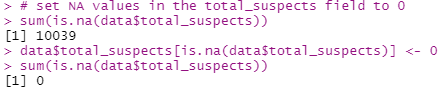 > # set NA values in the total_suspects field to 0
> sum(is.na(data$total_suspects))
[1] 10039
> data$total_suspects[is.na(data$total_suspects)] <- 0
> sum(is.na(data$total_suspects))
[1] 0